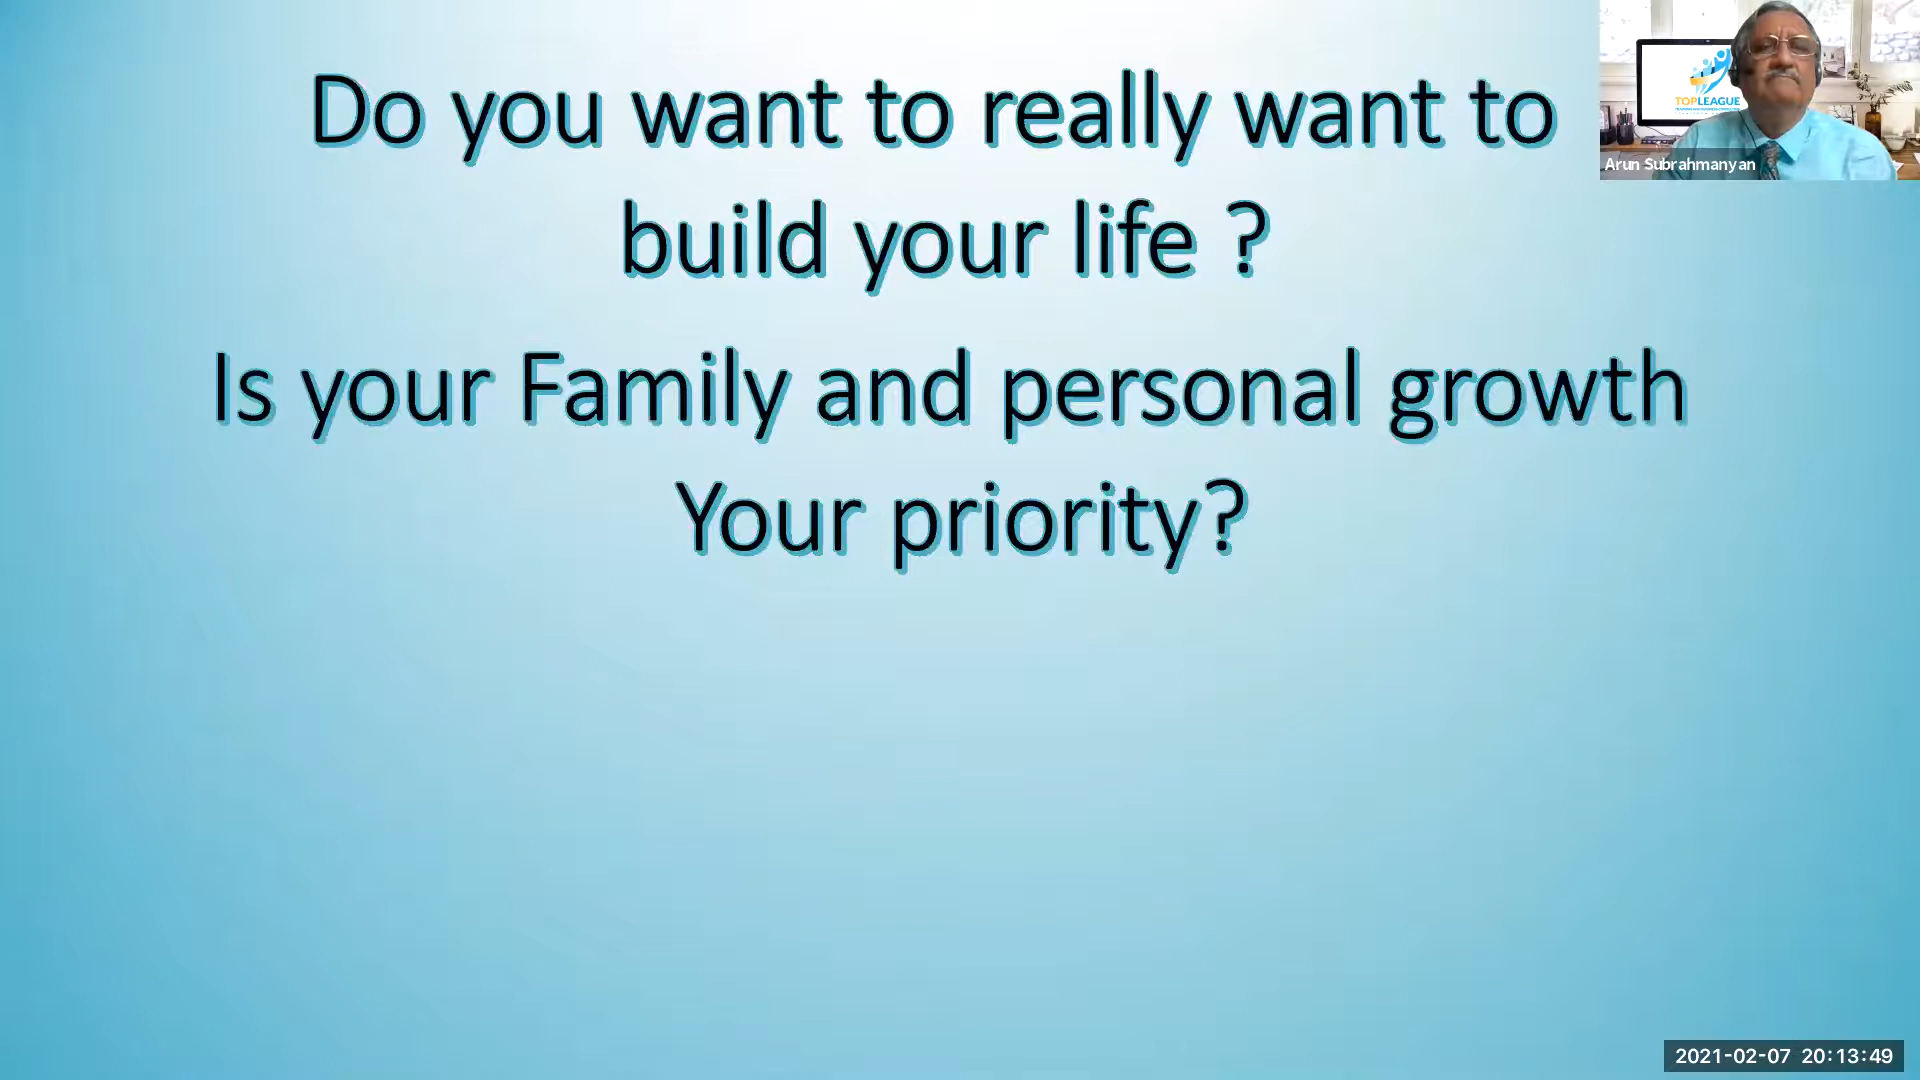 Do you want to really want to
build your life ?
Is your Family and personal growth
Your priority?
TOPLEAGUE
Arun Subrahmanyan
2021-02-07 20:13:49